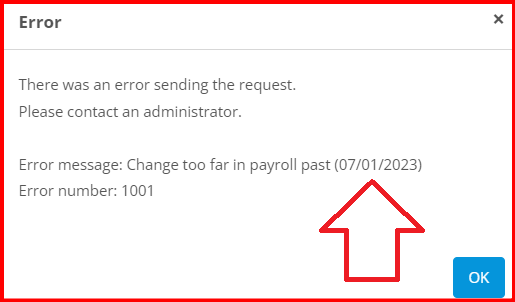 Error
×
There was an error sending the request.
Please contact an administrator.
Error message: Change too far in payroll past (07/01/2023)
Error number: 1001
OK